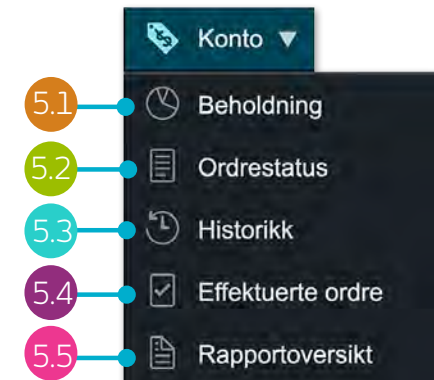 Konto ▼
5.1 Beholdning
5.2 Ordrestatus
5.3 Historikk
5.4 Effektuerte ordre
5.5 Rapportoversikt